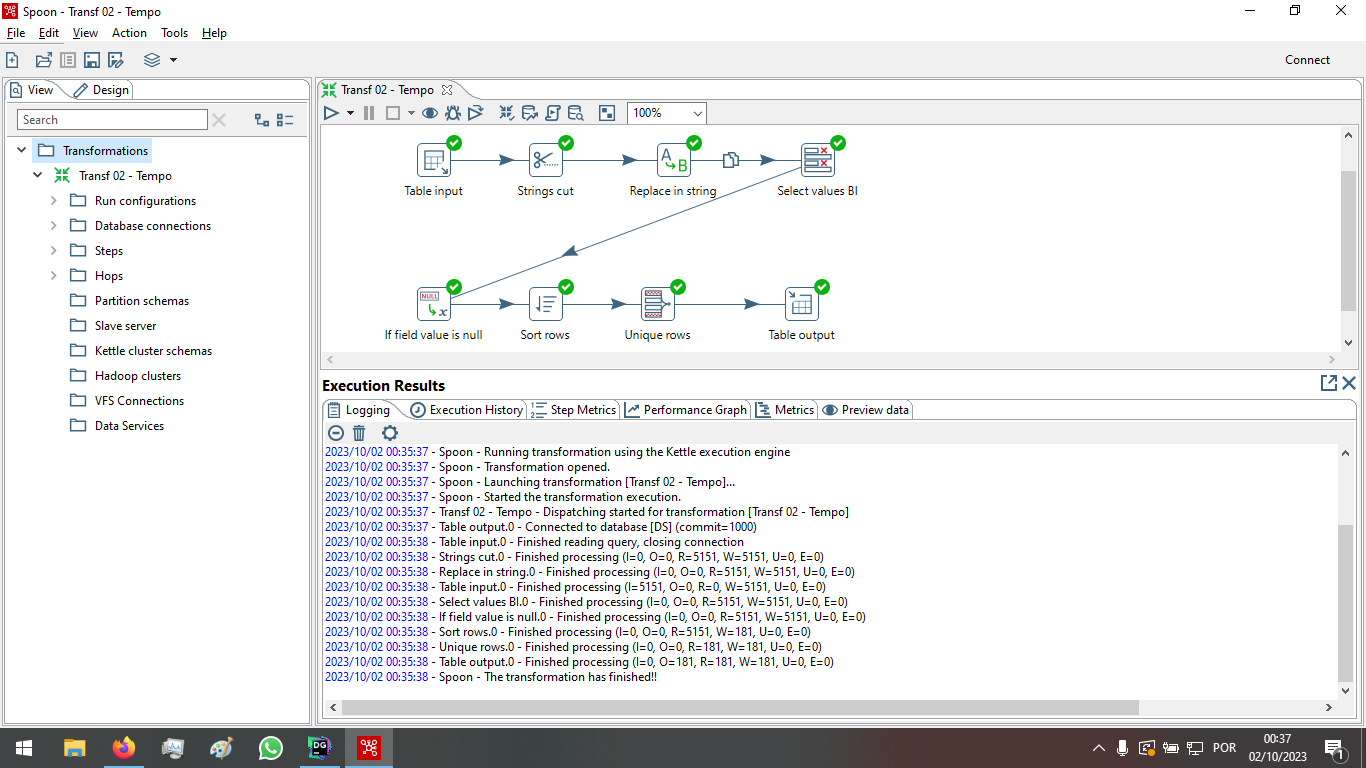 Spoon - Transf 02 - Tempo
File Edit View Action Tools Help
Connect
View Design
Search
Transformations
Transf 02 - Tempo
Run configurations
Database connections
Steps
Hops
Partition schemas
Slave server
Kettle cluster schemas
Hadoop clusters
VFS Connections
Data Services
Transf 02 - Tempo
100%
A B
Table input Strings cut Replace in string Select values BI
NULL x
If field value is null Sort rows Unique rows Table output
Execution Results
Logging Execution History Step Metrics Performance Graph Metrics Preview data
2023/10/02 00:35:37 - Spoon - Running transformation using the Kettle execution engine
2023/10/02 00:35:37 - Spoon - Transformation opened.
2023/10/02 00:35:37 - Spoon - Launching transformation [Transf 02 - Tempo]...
2023/10/02 00:35:37 - Spoon - Started the transformation execution.
2023/10/02 00:35:37 - Transf 02 - Tempo - Dispatching started for transformation [Transf 02 - Tempo]
2023/10/02 00:35:37 - Table output.0 - Connected to database [DS] (commit=1000)
2023/10/02 00:35:38 - Table input.0 - Finished reading query, closing connection
2023/10/02 00:35:38 - Strings cut.0 - Finished processing (I=0, O=0, R=5151, W=5151, U=0, E=0)
2023/10/02 00:35:38 - Replace in string.0 - Finished processing (I=0, O=0, R=5151, W=5151, U=0, E=0)
2023/10/02 00:35:38 - Table input.0 - Finished processing (I=5151, O=0, R=0, W=5151, U=0, E=0)
2023/10/02 00:35:38 - Select values BI.0 - Finished processing (I=0, O=0, R=5151, W=5151, U=0, E=0)
2023/10/02 00:35:38 - If field value is null.0 - Finished processing (I=0, O=0, R=5151, W=5151, U=0, E=0)
2023/10/02 00:35:38 - Sort rows.0 - Finished processing (I=0, O=0, R=5151, W=181, U=0, E=0)
2023/10/02 00:35:38 - Unique rows.0 - Finished processing (I=0, O=0, R=181, W=181, U=0, E=0)
2023/10/02 00:35:38 - Table output.0 - Finished processing (I=0, O=181, R=181, W=181, U=0, E=0)
2023/10/02 00:35:38 - Spoon - The transformation has finished!!
DG
POR
00:37
02/10/2023
1